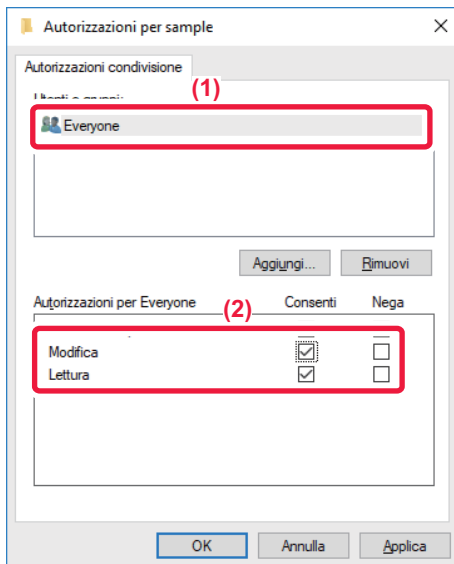 Autorizzazioni per sample
Autorizzazioni condivisione
(1)
Everyone
Aggiungi... Rimuovi
Autorizzazioni per Everyone (2) Consenti Nega
Modifica
Lettura
OK Annulla Applica